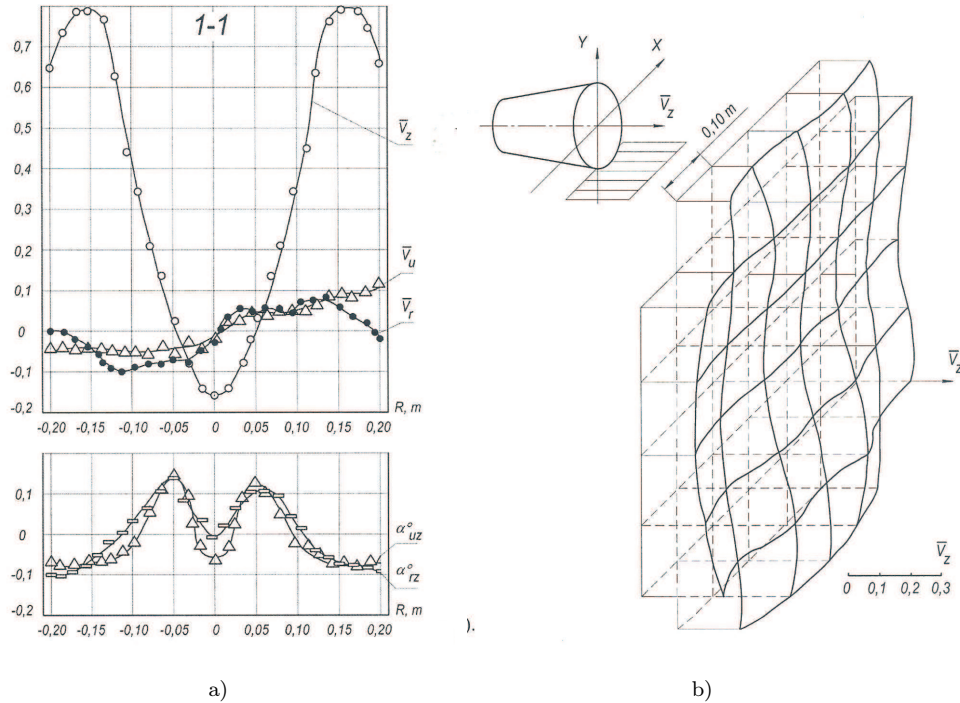 1-1
0,7
0,6
0,5
0,4
0,3
0,2
0,1
0
-0,1
-0,2
V̅z
V̅u
V̅r
R, m
-0,20 -0,15 -0,10 -0,05 0 0,05 0,10 0,15 0,20
0,1
0
-0,1
-0,2
α°uz
α°rz
R, m
-0,20 -0,15 -0,10 -0,05 0 0,05 0,10 0,15 0,20
).
Y
X
V̅z
0,10 m
V̅z
V̅z
0 0,1 0,3
a)
b)